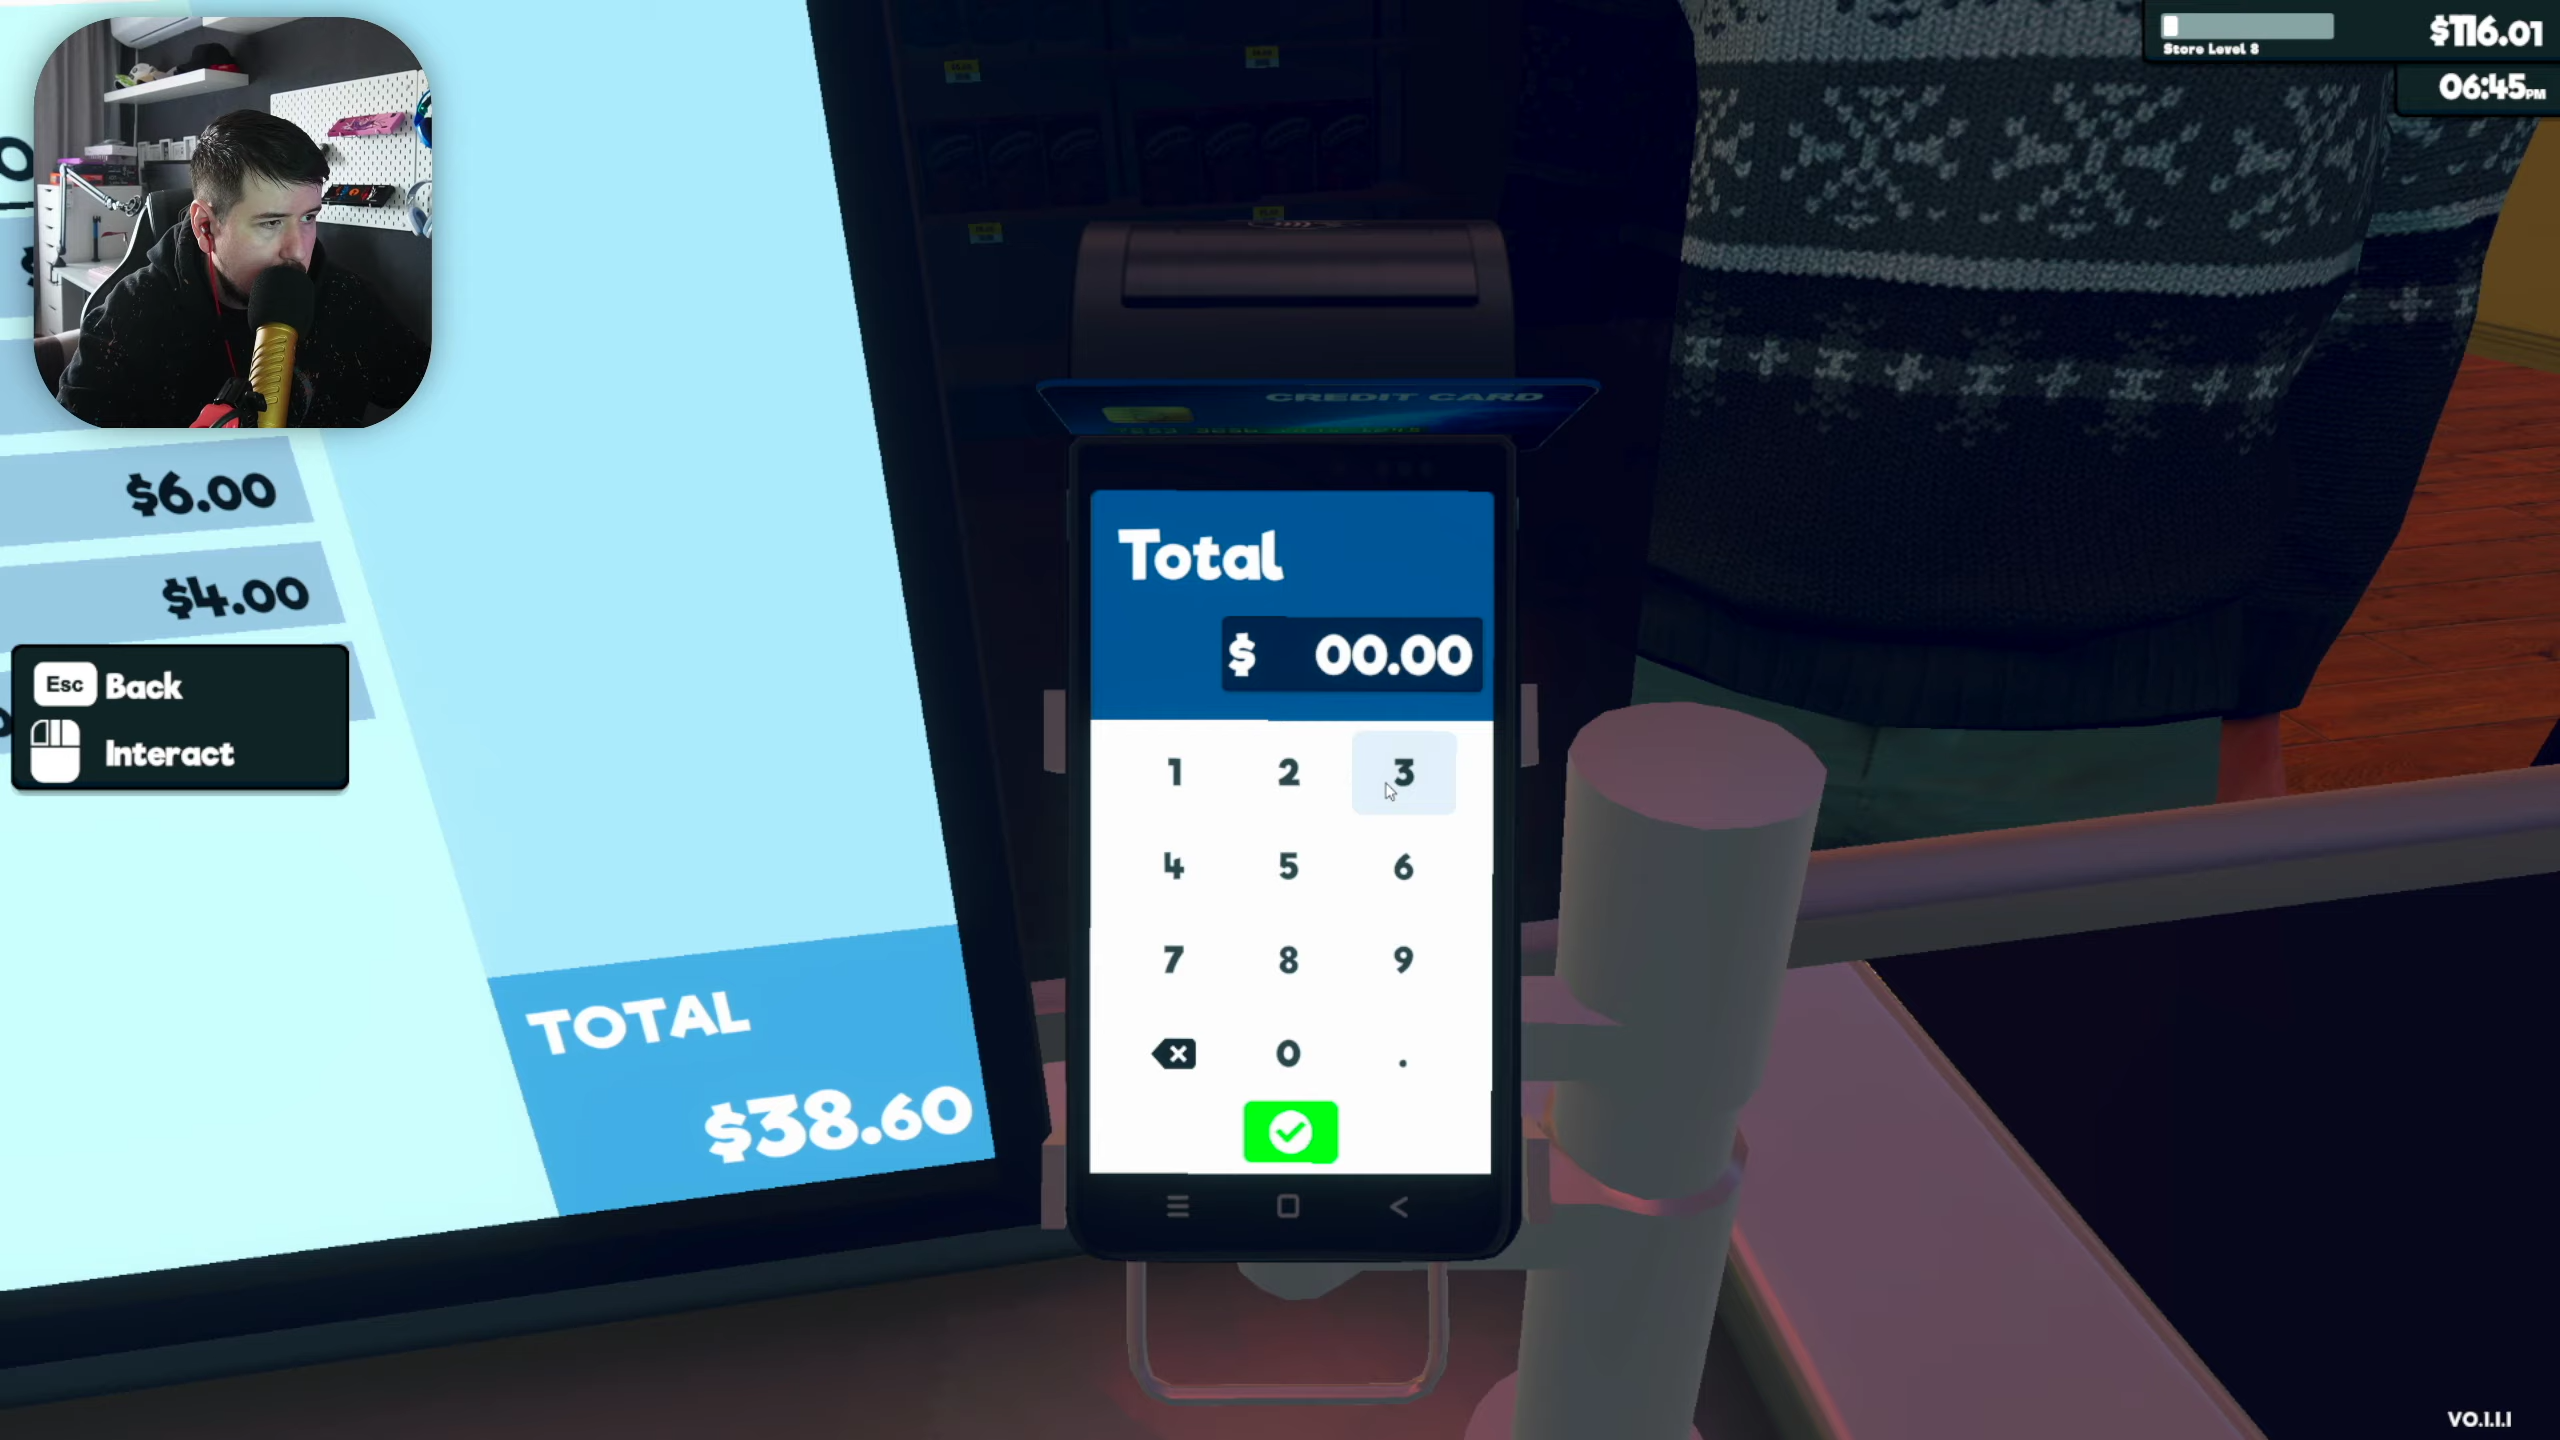 $116.01
Store Level 8
06:45PM
CREDIT CARD
$6.00
$4.00
Total
$ 00.00
Esc Back
Interact
1 2 3
4 5 6
7 8 9
0 .
TOTAL
$38.60
V0.1.1.1